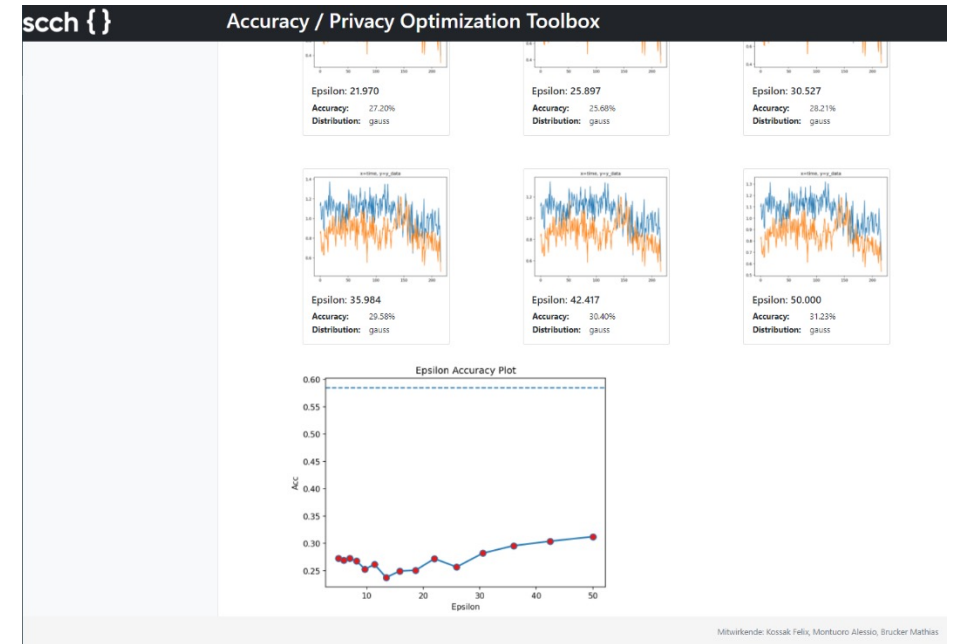 scch { }
Accuracy / Privacy Optimization Toolbox
Epsilon: 21.970
Accuracy: 27.20%
Distribution: gauss
Epsilon: 25.897
Accuracy: 25.68%
Distribution: gauss
Epsilon: 30.527
Accuracy: 28.21%
Distribution: gauss
x=time, y=y_data
Epsilon: 35.984
Accuracy: 29.58%
Distribution: gauss
x=time, y=y_data
Epsilon: 42.417
Accuracy: 30.40%
Distribution: gauss
x=time, y=y_data
Epsilon: 50.000
Accuracy: 31.23%
Distribution: gauss
Epsilon Accuracy Plot
0.60
0.55
0.50
0.45
0.40
0.35
0.30
0.25
Acc
10 20 30 40 50
Epsilon
Mitwirkende: Kossak Felix, Montuoro Alessio, Brucker Mathias